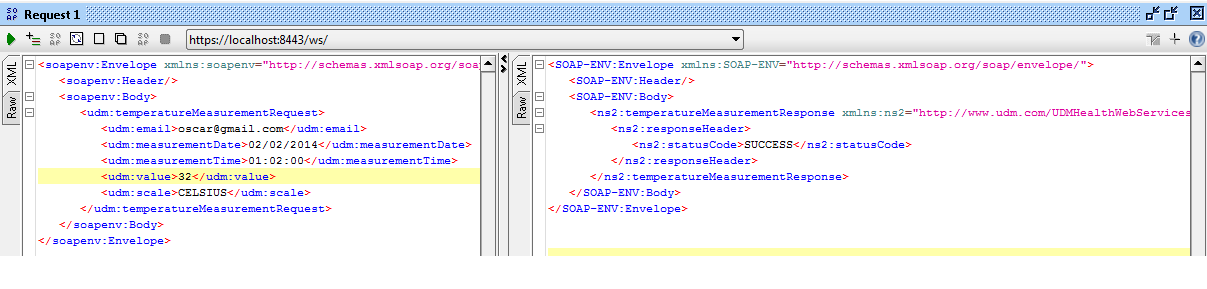 SO AP Request 1
SO AP https://localhost:8443/ws/
XML
Raw
<soapenv:Envelope xmlns:soapenv="http://schemas.xmlsoap.org/soa
<soapenv:Header/>
<soapenv:Body>
<udm:temperatureMeasurementRequest>
<udm:email>oscar@gmail.com</udm:email>
<udm:measurementDate>02/02/2014</udm:measurementDate>
<udm:measurementTime>01:02:00</udm:measurementTime>
<udm:value>32</udm:value>
<udm:scale>CELSIUS</udm:scale>
</udm:temperatureMeasurementRequest>
</soapenv:Body>
</soapenv:Envelope>
XML
Raw
<SOAP-ENV:Envelope xmlns:SOAP-ENV="http://schemas.xmlsoap.org/soap/envelope/">
<SOAP-ENV:Header/>
<SOAP-ENV:Body>
<ns2:temperatureMeasurementResponse xmlns:ns2="http://www.udm.com/UDMHealthWebServices
<ns2:responseHeader>
<ns2:statusCode>SUCCESS</ns2:statusCode>
</ns2:responseHeader>
</ns2:temperatureMeasurementResponse>
</SOAP-ENV:Body>
</SOAP-ENV:Envelope>